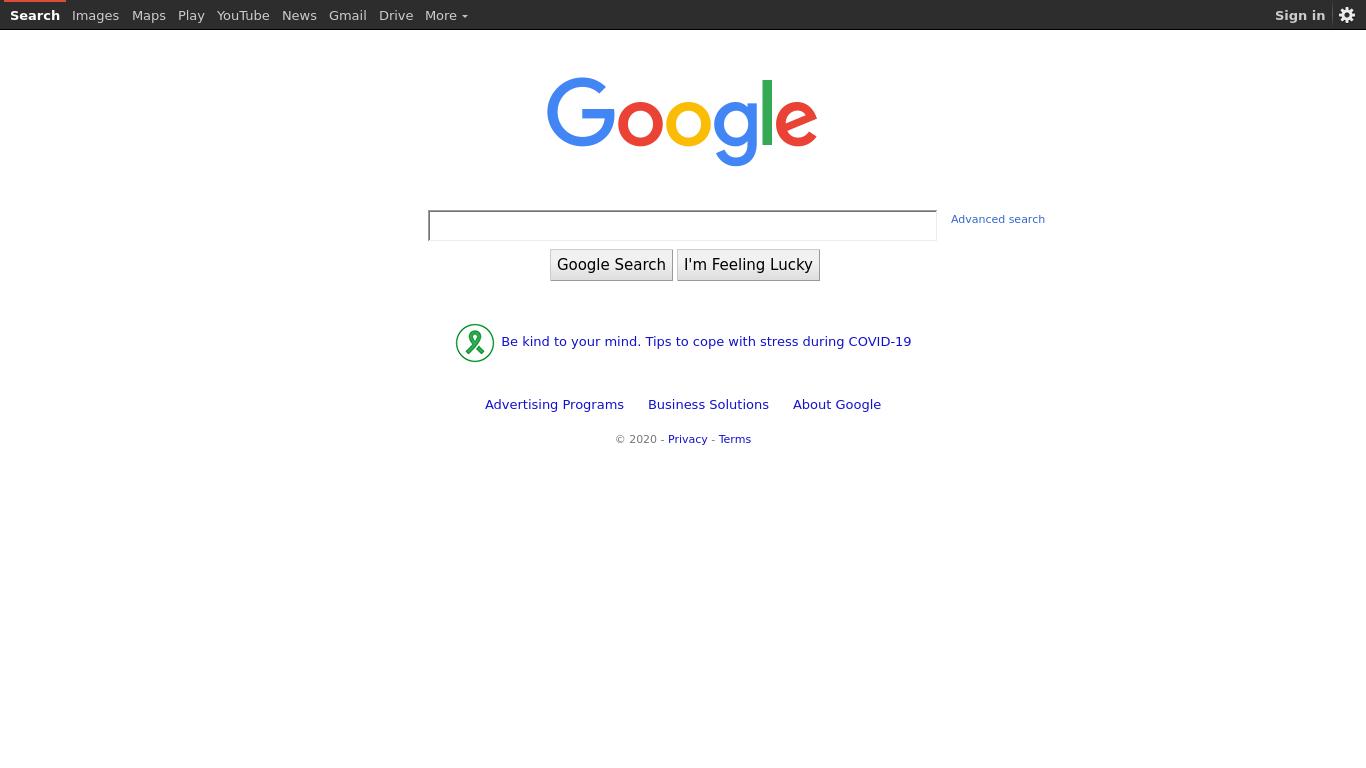 Search Images Maps Play YouTube News Gmail Drive More Sign in
Google
Advanced search
Google Search I'm Feeling Lucky
Be kind to your mind. Tips to cope with stress during COVID-19
Advertising Programs Business Solutions About Google
© 2020 - Privacy - Terms